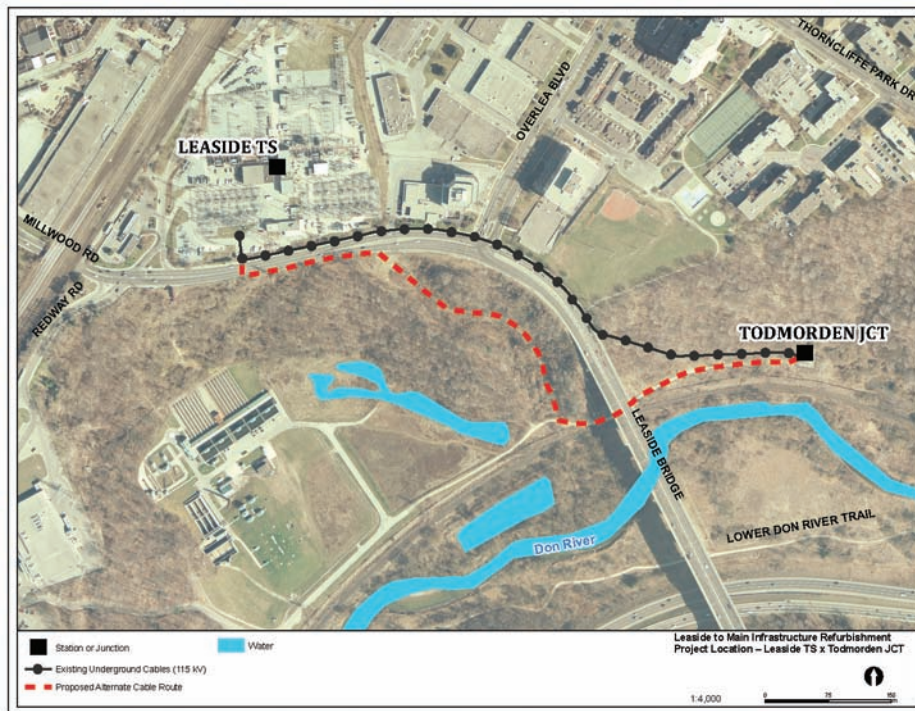 THORNCLIFFE PARK DR
OVERLEA BLVD
LEASIDE TS
MILLWOOD RD
REDWAY RD
TODMORDEN JCT
LEASIDE BRIDGE
LOWER DON RIVER TRAIL
Don River
Station or Junction
Water
Existing Underground Cables (115 kV)
Proposed Alternate Cable Route
Leaside to Main Infrastructure Refurbishment
Project Location – Leaside TS x Todmorden JCT
1:4,000
0 75 150